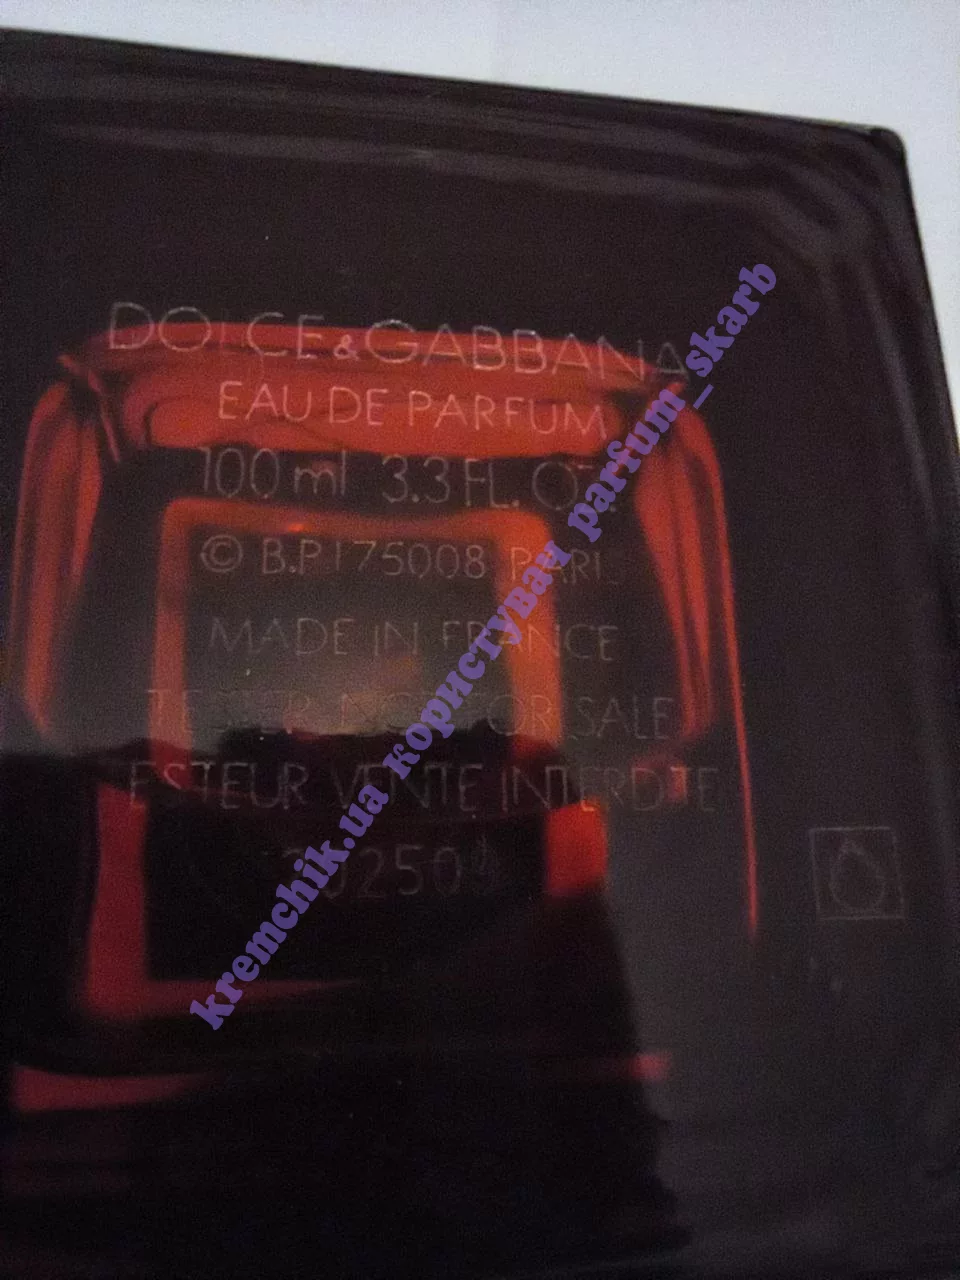 DOLCE & GABBANA
EAU DE PARFUM
100 ml 3.3 FL. OZ.
© B.P 175008 PARIS
MADE IN FRANCE
TESTER NOT FOR SALE
TESTEUR VENTE INTERDITE
kremchik.ua користувач parfum_skarb